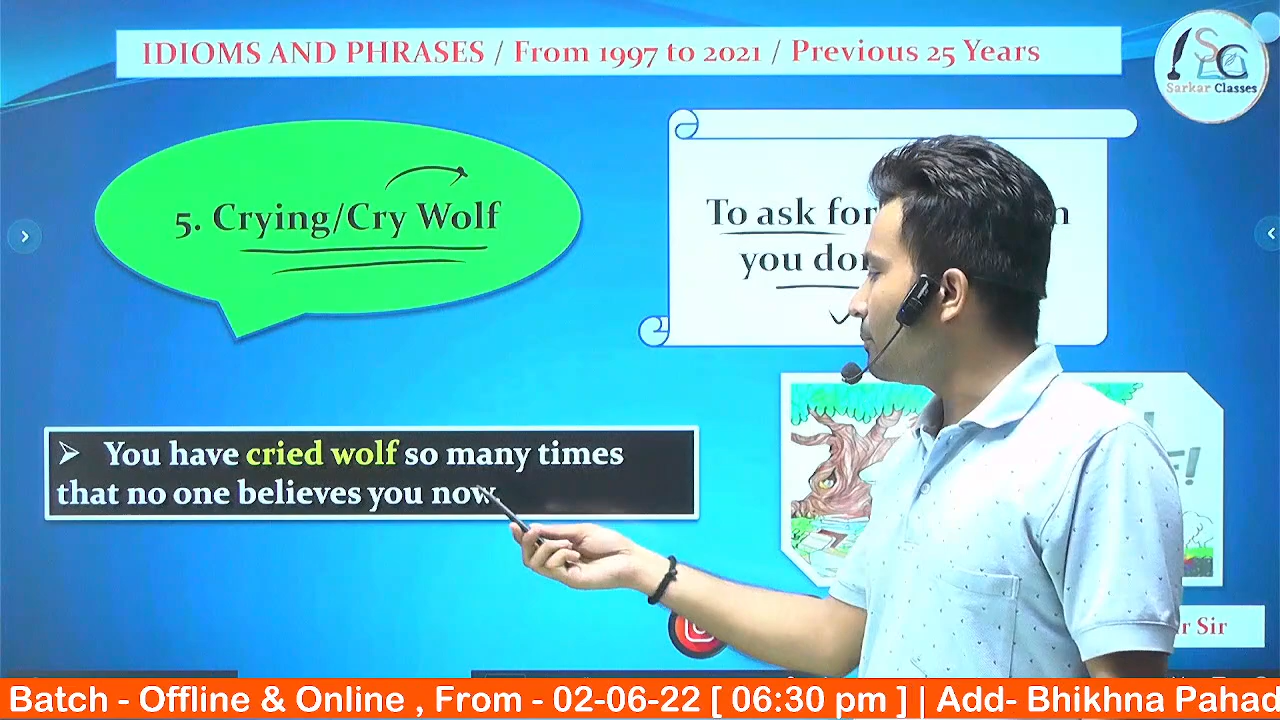 IDIOMS AND PHRASES / From 1997 to 2021 / Previous 25 Years
SC
Sarkar Classes
5. Crying/Cry Wolf
To ask for
you
➢ You have cried wolf so many times
that no one believes you now
Sir
Batch - Offline & Online , From - 02-06-22 [ 06:30 pm ] | Add- Bhikhna Pahad